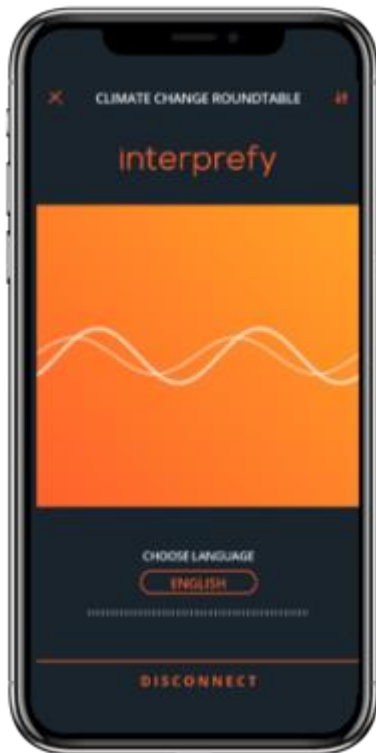 CLIMATE CHANGE ROUNDTABLE
interprefy
CHOOSE LANGUAGE
ENGLISH
DISCONNECT